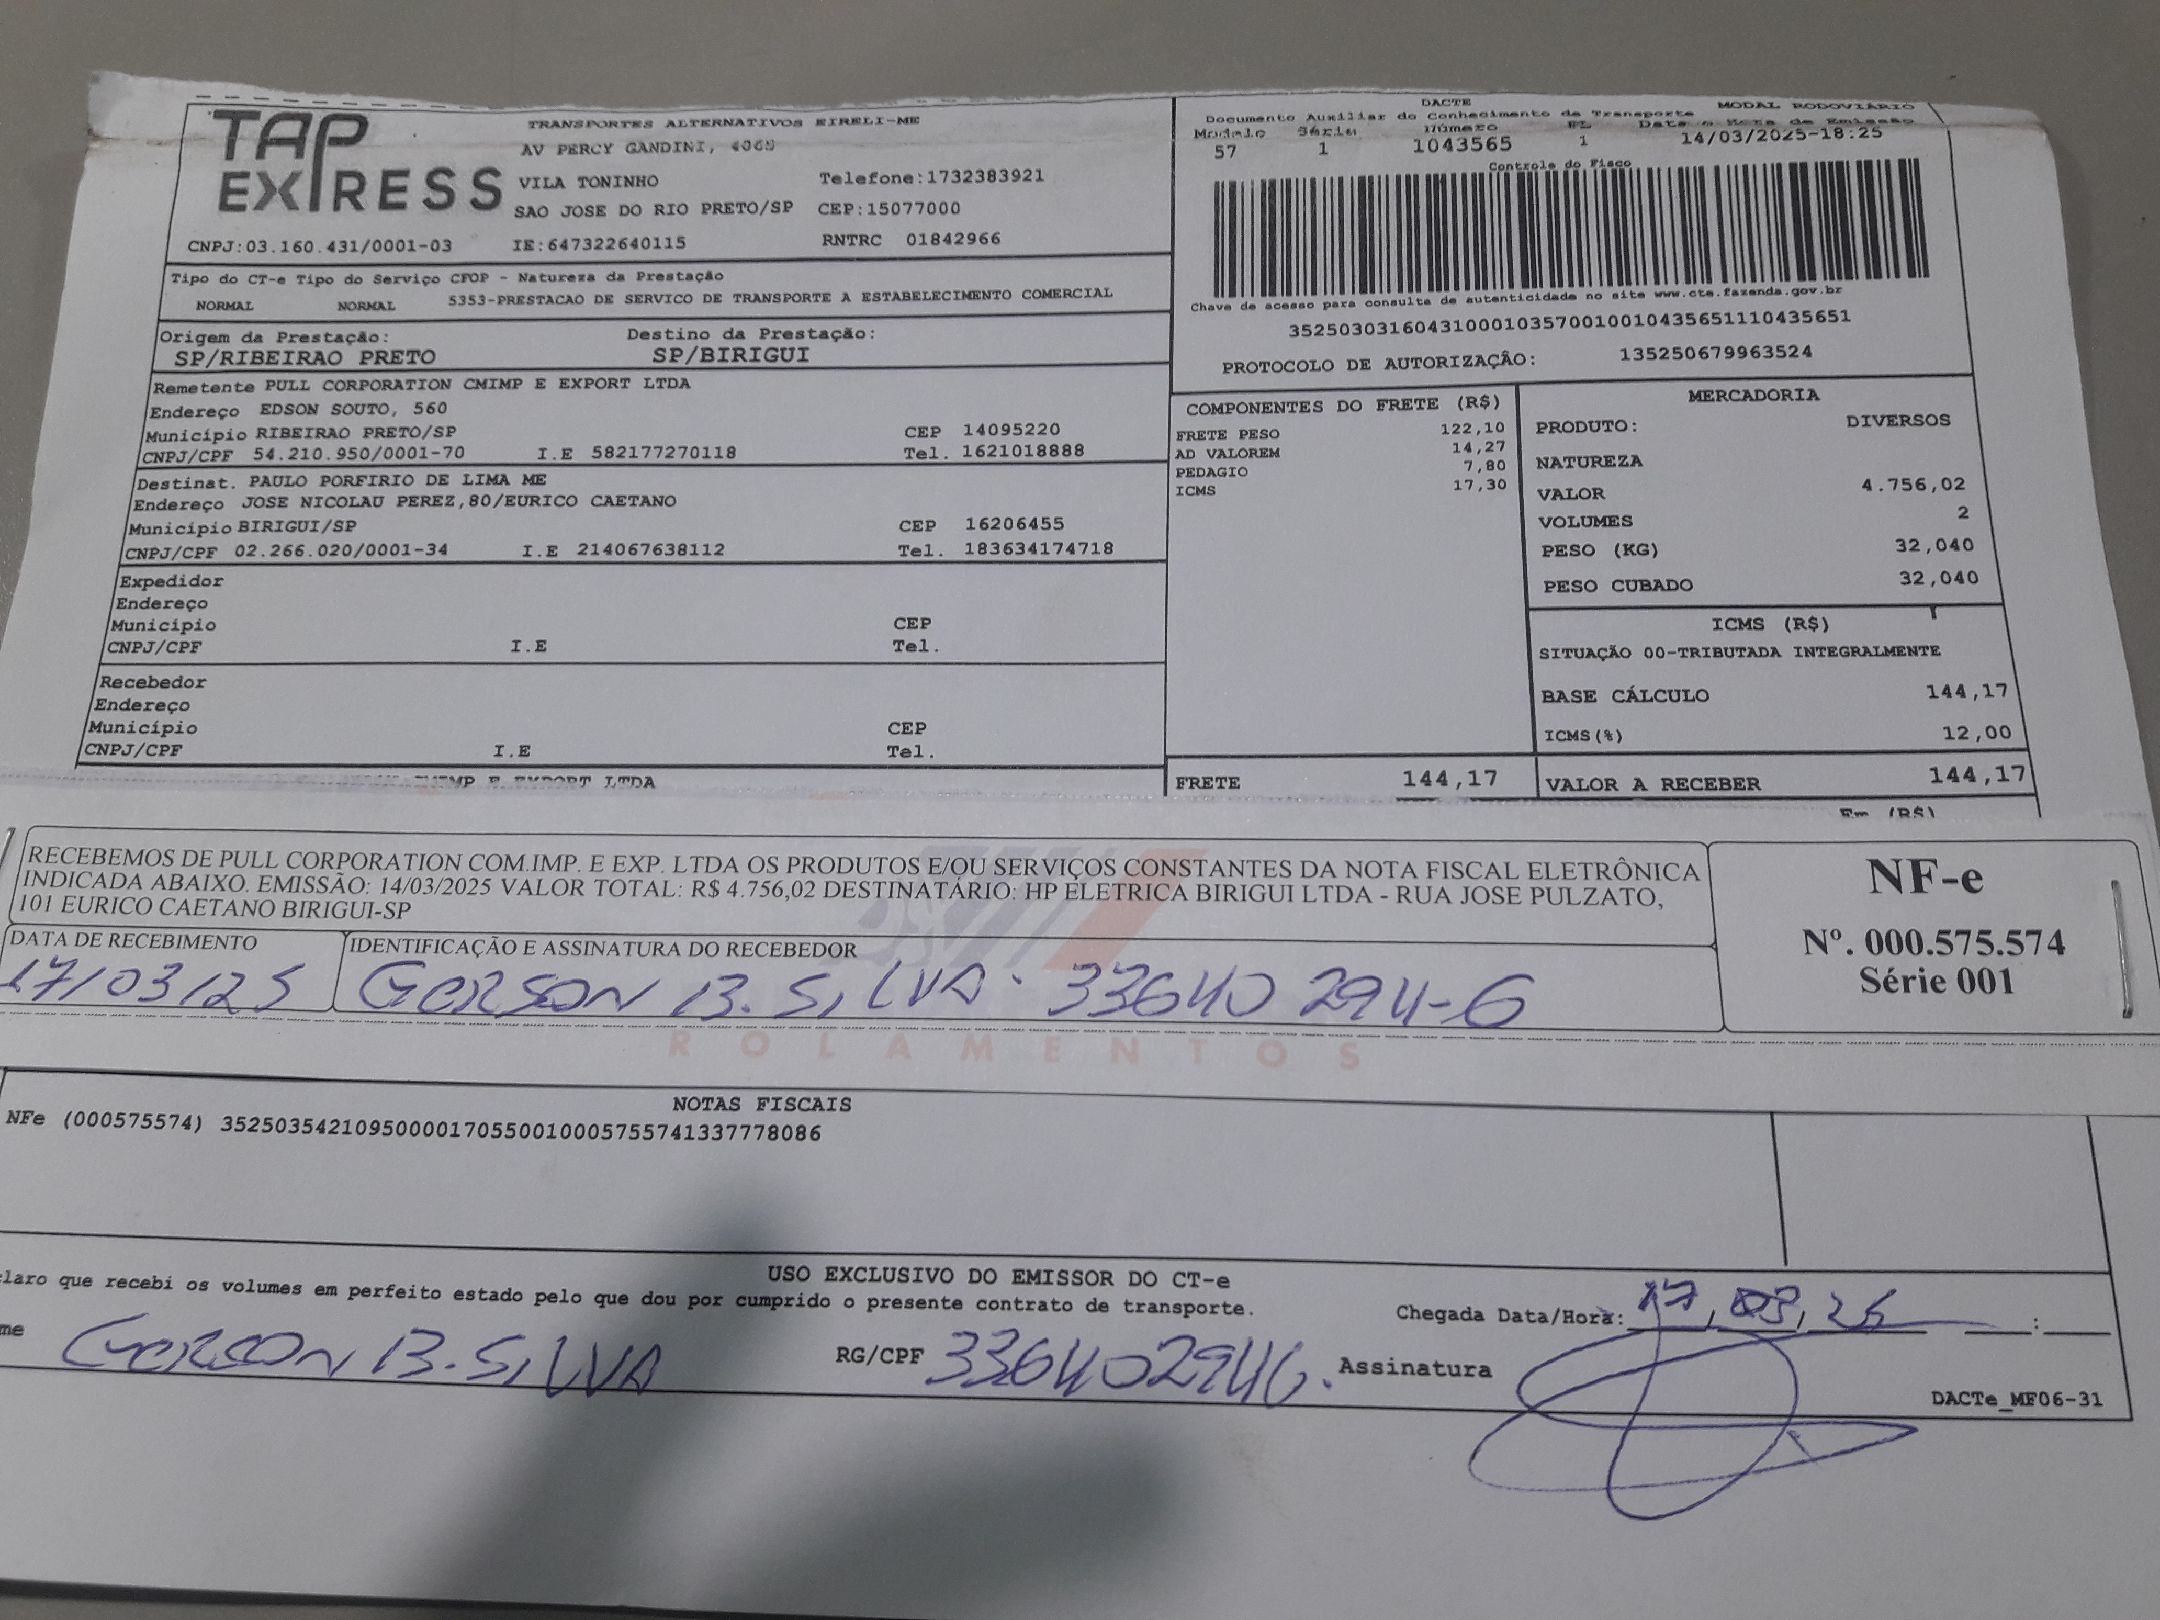 TAP EXPRESS
TRANSPORTES ALTERNATIVOS EIRELI-ME
AV PERCY GANDINI,
VILA TONINHO Telefone:1732383921
SAO JOSE DO RIO PRETO/SP CEP:15077000
CNPJ:03.160.431/0001-03 IE:647322640115 RNTRC 01842966
Tipo do CT-e Tipo do Serviço CFOP - Natureza da Prestação
NORMAL NORMAL 5353-PRESTACAO DE SERVICO DE TRANSPORTE A ESTABELECIMENTO COMERCIAL
Origem da Prestação: Destino da Prestação:
SP/RIBEIRAO PRETO SP/BIRIGUI
Remetente PULL CORPORATION CMIMP E EXPORT LTDA
Endereço EDSON SOUTO, 560
Município RIBEIRAO PRETO/SP CEP 14095220
CNPJ/CPF 54.210.950/0001-70 I.E 582177270118 Tel. 1621018888
Destinat. PAULO PORFIRIO DE LIMA ME
Endereço JOSE NICOLAU PEREZ,80/EURICO CAETANO
Município BIRIGUI/SP CEP 16206455
CNPJ/CPF 02.266.020/0001-34 I.E 214067638112 Tel. 183634174718
Expedidor
Endereço
Município CEP
CNPJ/CPF I.E Tel.
Recebedor
Endereço
Município CEP
CNPJ/CPF I.E Tel.
E EXPORT LTDA
DACTE MODAL RODOVIÁRIO
Documento Auxiliar do Conhecimento de Transporte
Modelo Série Número FL Data e Hora de Emissão
57 1 1043565 1 14/03/2025-18:25
Controle do Fisco
Chave de acesso para consulta de autenticidade no site www.cte.fazenda.gov.br
35250303160431000103570010010435651110435651
PROTOCOLO DE AUTORIZAÇÃO: 135250679963524
COMPONENTES DO FRETE (R$)
FRETE PESO 122,10
AD VALOREM 14,27
PEDAGIO 7,80
ICMS 17,30
FRETE 144,17
MERCADORIA
PRODUTO: DIVERSOS
NATUREZA
VALOR 4.756,02
VOLUMES 2
PESO (KG) 32,040
PESO CUBADO 32,040
ICMS (R$)
SITUAÇÃO 00-TRIBUTADA INTEGRALMENTE
BASE CÁLCULO 144,17
ICMS(%) 12,00
VALOR A RECEBER 144,17
Em (R$)
RECEBEMOS DE PULL CORPORATION COM.IMP. E EXP. LTDA OS PRODUTOS E/OU SERVIÇOS CONSTANTES DA NOTA FISCAL ELETRÔNICA
INDICADA ABAIXO. EMISSÃO: 14/03/2025 VALOR TOTAL: R$ 4.756,02 DESTINATÁRIO: HP ELETRICA BIRIGUI LTDA - RUA JOSE PULZATO,
101 EURICO CAETANO BIRIGUI-SP
DATA DE RECEBIMENTO IDENTIFICAÇÃO E ASSINATURA DO RECEBEDOR
17/03/25 GERSON B. SILVA. 33640 294-6
NF-e
Nº. 000.575.574
Série 001
ROLAMENTOS
NOTAS FISCAIS
NFe (000575574) 35250354210950000170550010005755741337778086
USO EXCLUSIVO DO EMISSOR DO CT-e
claro que recebi os volumes em perfeito estado pelo que dou por cumprido o presente contrato de transporte.
Chegada Data/Hora: 17, 03, 25 :
me GERSON B. SILVA RG/CPF 336402946. Assinatura
DACTe_MF06-31